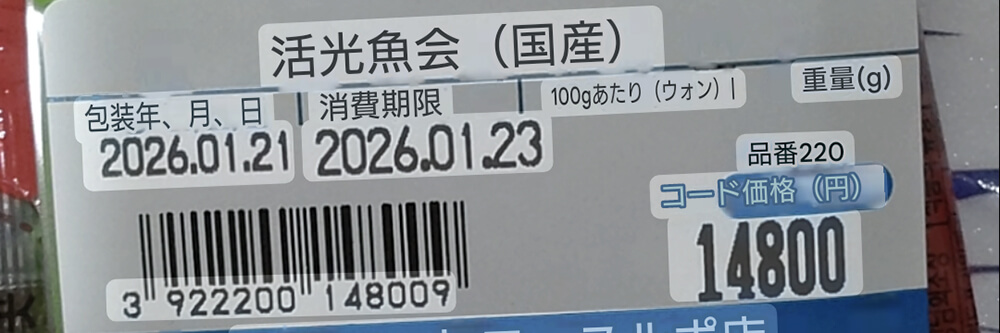 活光魚会（国産）
包装年、月、日 消費期限 100gあたり（ウォン）| 重量(g)
2026.01.21 2026.01.23
品番220
コード価格（円）
14800
3 922200 148009